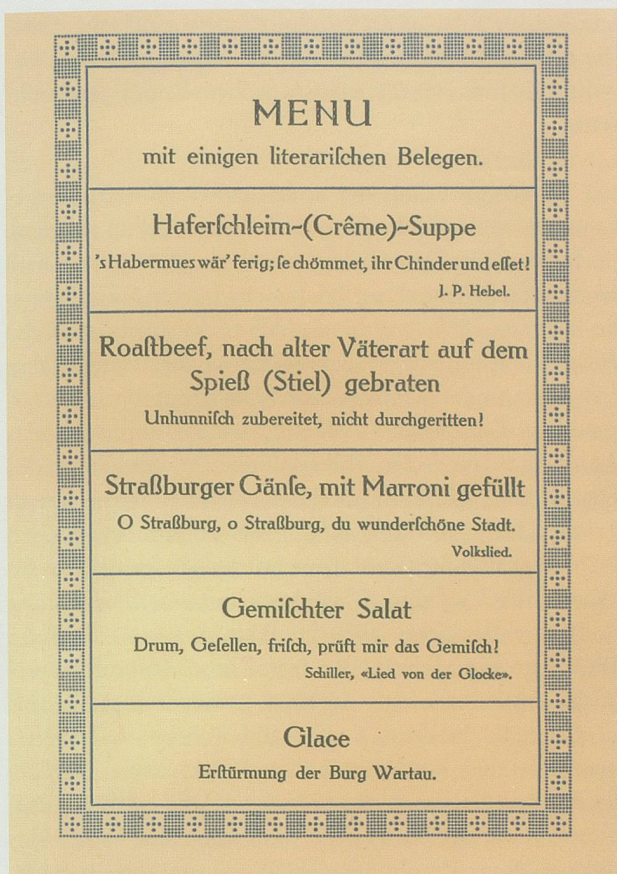 MENU
mit einigen literariſchen Belegen.
Haferſchleim-(Crême)-Suppe
's Habermues wär' ferig; ſe chömmet, ihr Chinder und eſſet!
J. P. Hebel.
Roaſtbeef, nach alter Väterart auf dem
Spieß (Stiel) gebraten
Unhunniſch zubereitet, nicht durchgeritten!
Straßburger Gänſe, mit Marroni gefüllt
O Straßburg, o Straßburg, du wunderſchöne Stadt.
Volkslied.
Gemiſchter Salat
Drum, Geſellen, friſch, prüft mir das Gemiſch!
Schiller, «Lied von der Glocke».
Glace
Erſtürmung der Burg Wartau.